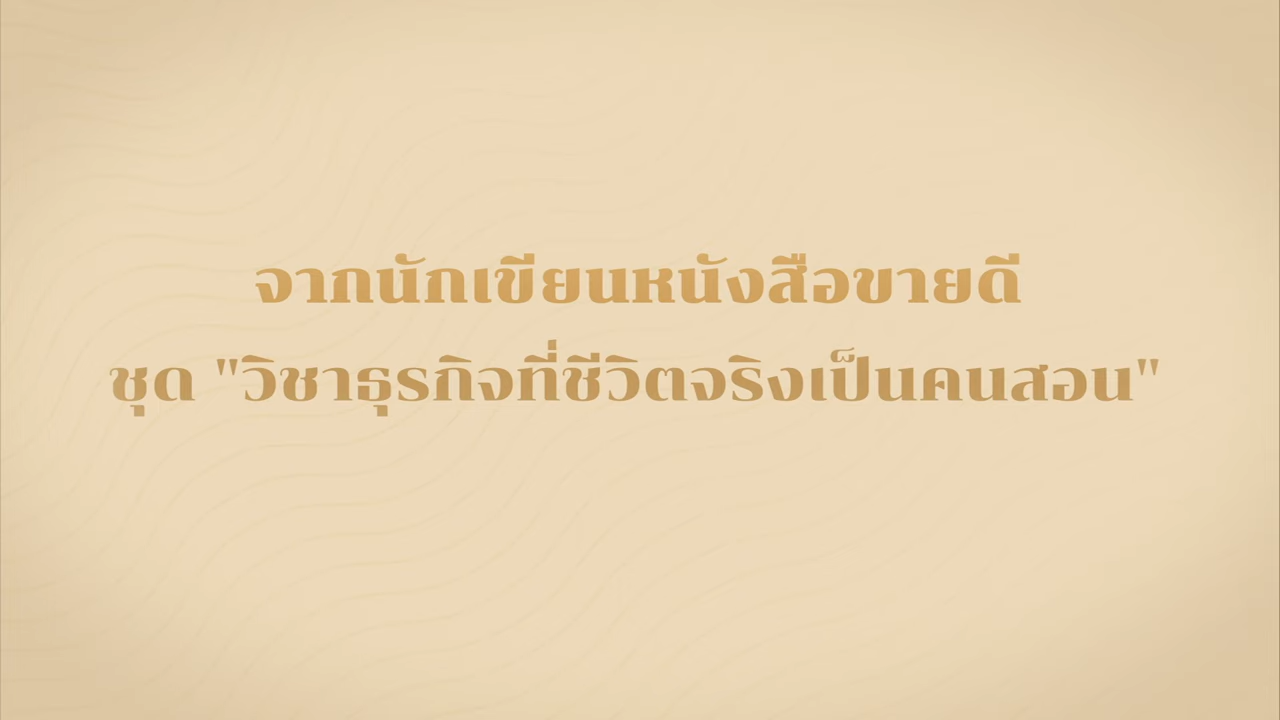 จากนักเขียนหนังสือขายดี
ชุด "วิชาธุรกิจที่ชีวิตจริงเป็นคนสอน"